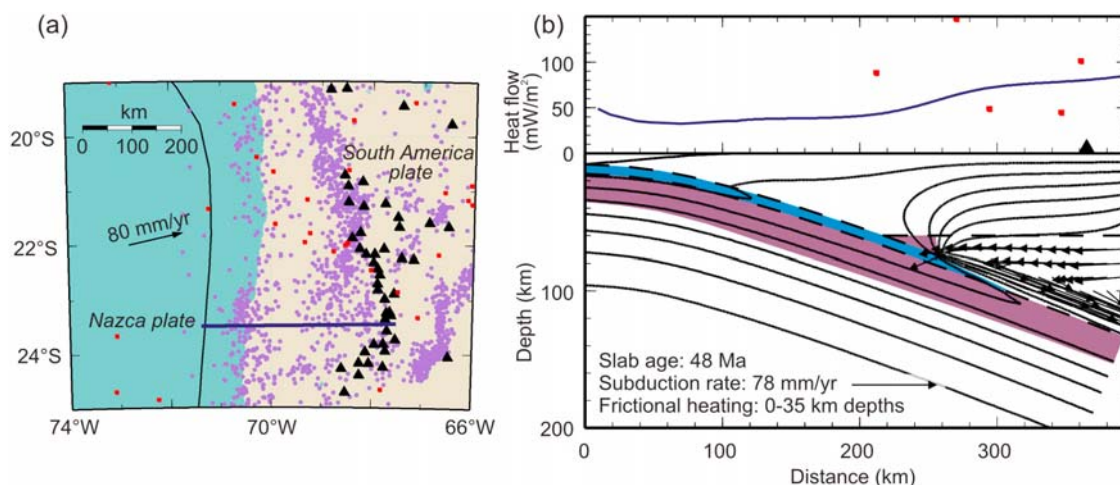 (a)
km
0 100 200
20°S
22°S
24°S
74°W
70°W
66°W
South America
plate
80 mm/yr
Nazca plate
(b)
Heat flow
(mW/m²)
100
50
0
Depth (km)
100
200
Slab age: 48 Ma
Subduction rate: 78 mm/yr
Frictional heating: 0-35 km depths
0
100
200
300
Distance (km)